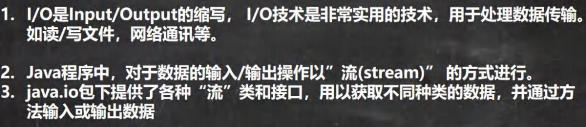 1. I/O是Input/Output的缩写， I/O技术是非常实用的技术，用于处理数据传输。
如读/写文件，网络通讯等。
2. Java程序中，对于数据的输入/输出操作以”流(stream)” 的方式进行。
3. java.io包下提供了各种“流”类和接口，用以获取不同种类的数据，并通过方
法输入或输出数据